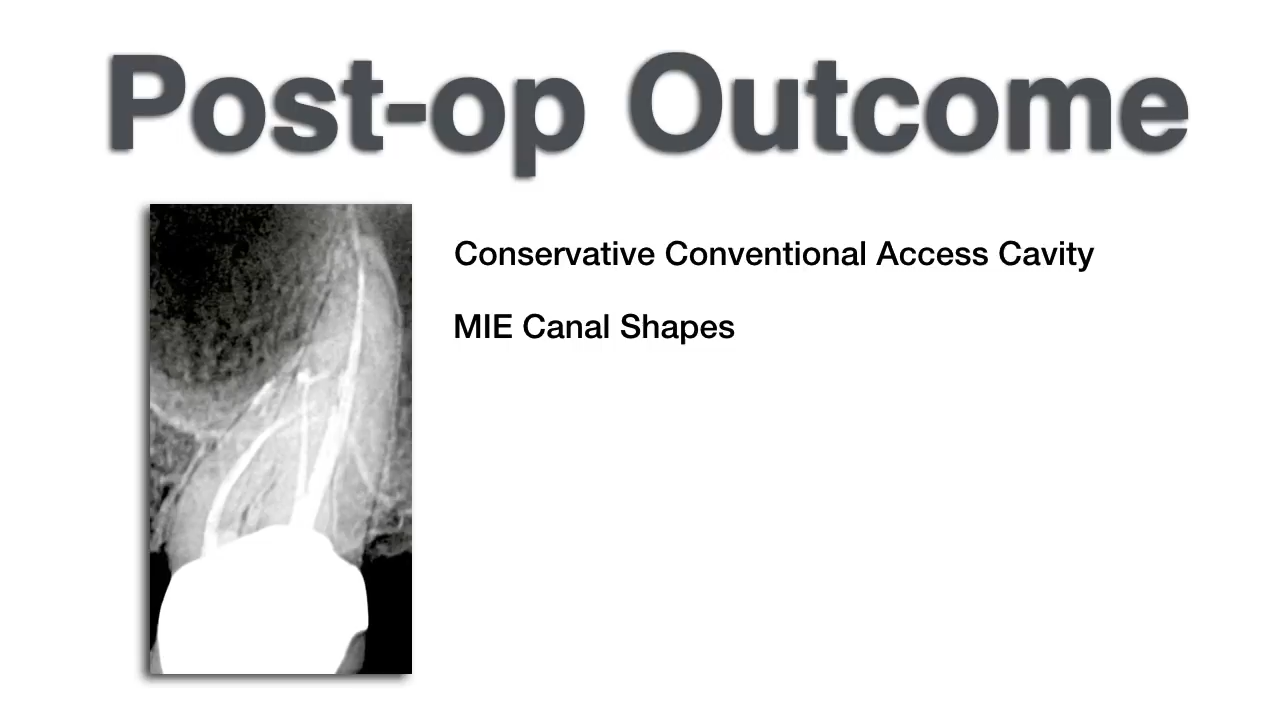 Post-op Outcome
Conservative Conventional Access Cavity
MIE Canal Shapes